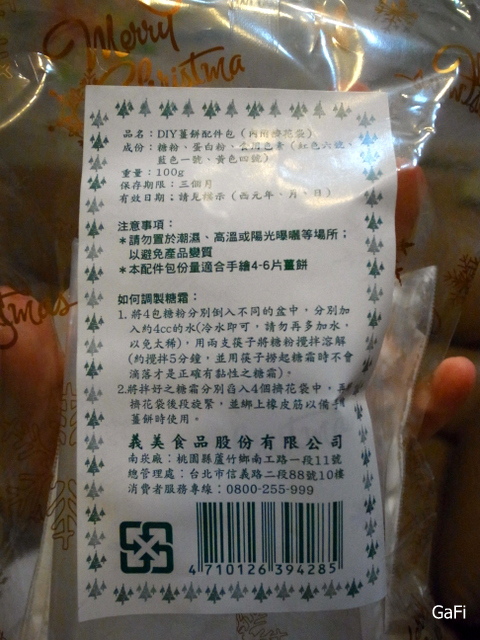 Merry
Christma
stmas
品名：DIY薑餅配件包（內附擠花袋）
成份：糖粉、蛋白粉、食用色素（紅色六號、
藍色一號、黃色四號）
重量：100g
保存期限：三個月
有效日期：請見標示（西元年、月、日）
注意事項：
＊請勿置於潮濕、高溫或陽光曝曬等場所；
以避免產品變質
＊本配件包份量適合手繪4-6片薑餅
如何調製糖霜：
1.將4包糖粉分別倒入不同的盆中，分別加
入約4cc的水(冷水即可，請勿再多加水，
以免太稀)，用兩支筷子將糖粉攪拌溶解
(約攪拌5分鐘，並用筷子撈起糖霜時不會
滴落才是正確有黏性之糖霜)。
2.將拌好之糖霜分別舀入4個擠花袋中，再
擠花袋後段旋緊，並綁上橡皮筋以備手
薑餅時使用。
義美食品股份有限公司
南崁廠：桃園縣蘆竹鄉南工路一段11號
總管理處：台北市信義路二段88號10樓
消費者服務專線：0800-255-999
4 710126 394285
GaFi